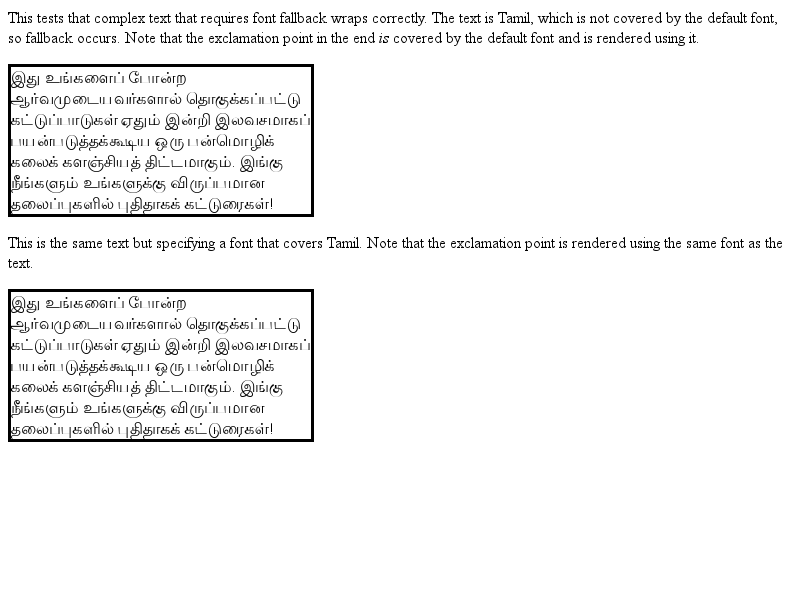 This tests that complex text that requires font fallback wraps correctly. The text is Tamil, which is not covered by the default font,
so fallback occurs. Note that the exclamation point in the end is covered by the default font and is rendered using it.
இது உங்களைப் போன்ற
ஆர்வமுடையவர்களால் தொகுக்கப்பட்டு
கட்டுப்பாடுகள் ஏதும் இன்றி இலவசமாகப்
பயன்படுத்தக்கூடிய ஒரு பன்மொழிக்
கலைக் களஞ்சியத் திட்டமாகும். இங்கு
நீங்களும் உங்களுக்கு விருப்பமான
தலைப்புகளில் புதிதாகக் கட்டுரைகள்!
This is the same text but specifying a font that covers Tamil. Note that the exclamation point is rendered using the same font as the
text.
இது உங்களைப் போன்ற
ஆர்வமுடையவர்களால் தொகுக்கப்பட்டு
கட்டுப்பாடுகள் ஏதும் இன்றி இலவசமாகப்
பயன்படுத்தக்கூடிய ஒரு பன்மொழிக்
கலைக் களஞ்சியத் திட்டமாகும். இங்கு
நீங்களும் உங்களுக்கு விருப்பமான
தலைப்புகளில் புதிதாகக் கட்டுரைகள்!